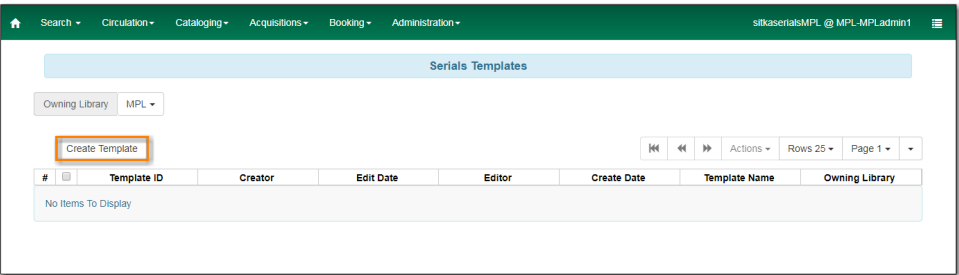 Search Circulation Cataloging Acquisitions Booking Administration sitkaserialsMPL @ MPL-MPLadmin1
Serials Templates
Owning Library MPL
Create Template Actions Rows 25 Page 1
# Template ID Creator Edit Date Editor Create Date Template Name Owning Library
No Items To Display